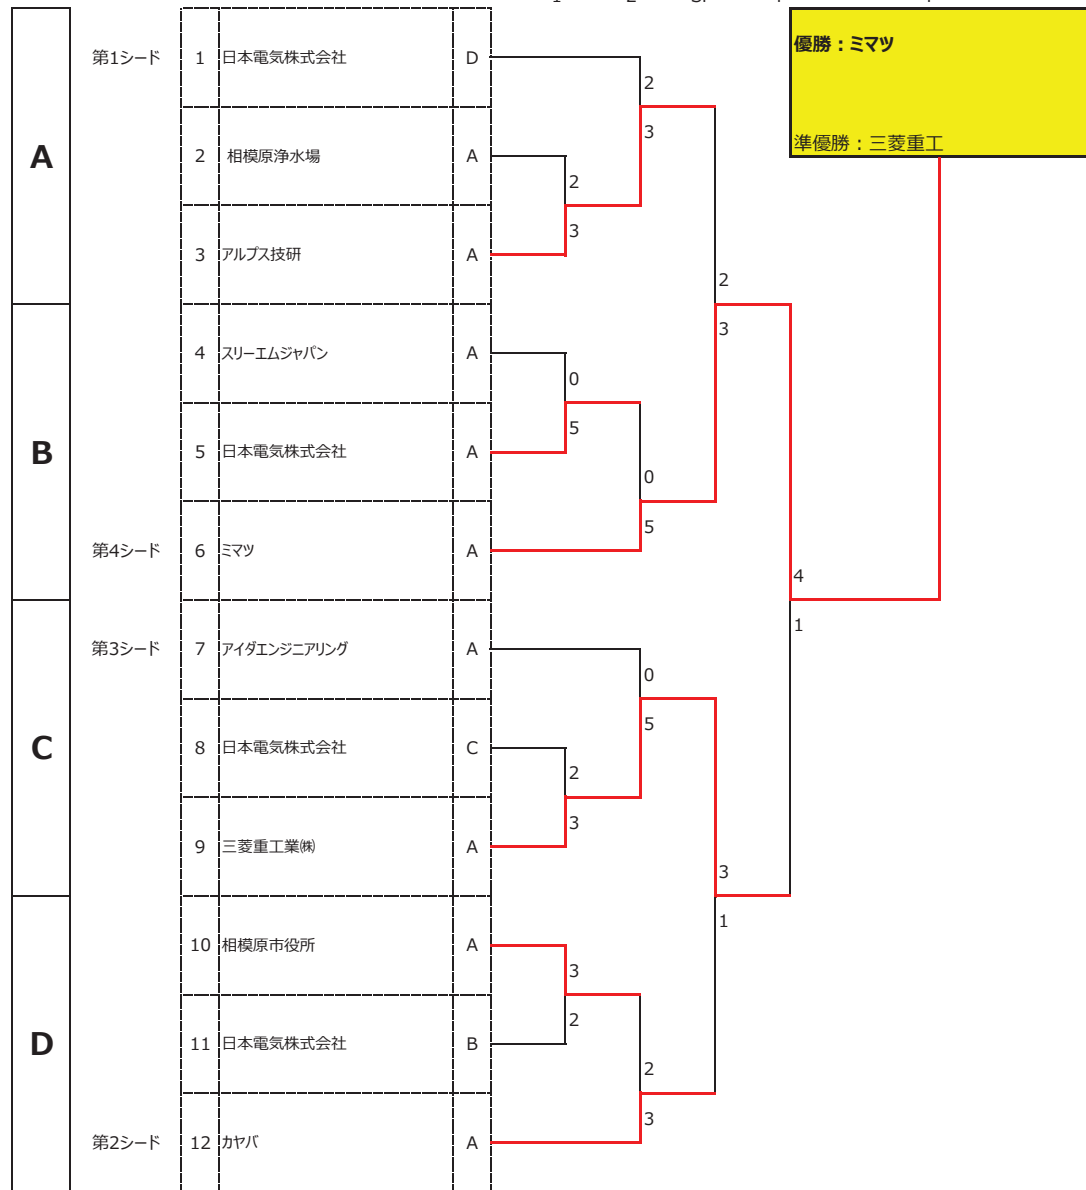 優勝：ミマツ
準優勝：三菱重工
A
第1シード 1 日本電気株式会社 D
2
2 相模原浄水場 A
3
2
3 アルプス技研 A
3
2
B
3
4 スリーエムジャパン A
0
5 日本電気株式会社 A
5
0
第4シード 6 ミマツ A
5
4
1
C
第3シード 7 アイダエンジニアリング A
0
8 日本電気株式会社 C
5
2
9 三菱重工業㈱ A
3
3
1
D
10 相模原市役所 A
3
11 日本電気株式会社 B
2
2
第2シード 12 カヤバ A
3